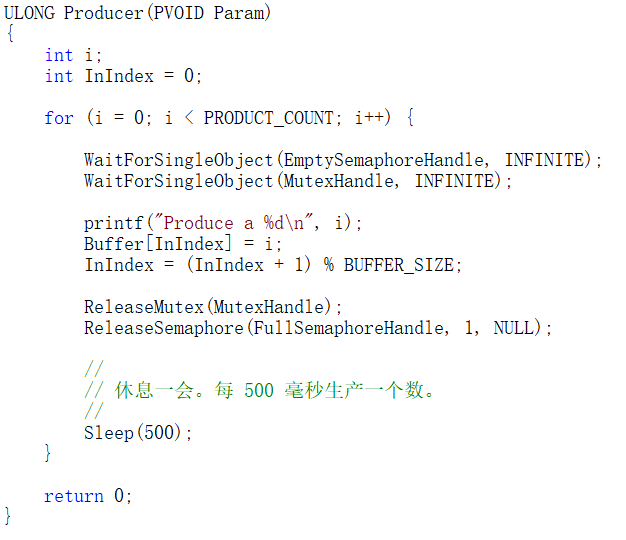 ULONG Producer(PVOID Param)
{
    int i;
    int InIndex = 0;

    for (i = 0; i < PRODUCT_COUNT; i++) {

        WaitForSingleObject(EmptySemaphoreHandle, INFINITE);
        WaitForSingleObject(MutexHandle, INFINITE);

        printf("Produce a %d\n", i);
        Buffer[InIndex] = i;
        InIndex = (InIndex + 1) % BUFFER_SIZE;

        ReleaseMutex(MutexHandle);
        ReleaseSemaphore(FullSemaphoreHandle, 1, NULL);

        //
        // 休息一会。每 500 毫秒生产一个数。
        //
        Sleep(500);
    }

    return 0;
}